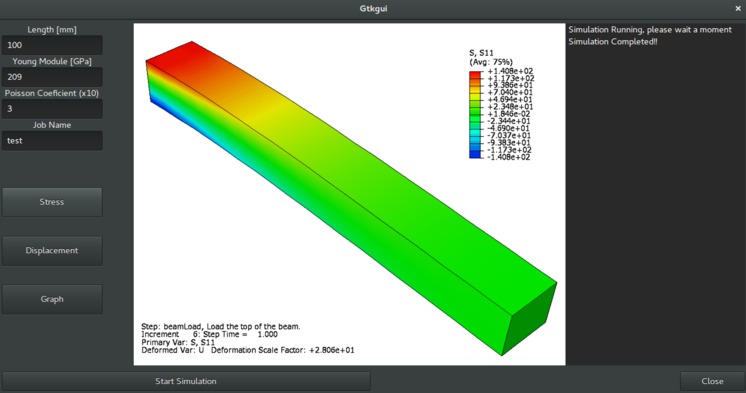 Gtkgui
×
Length [mm]
100
Young Module [GPa]
209
Poisson Coeficient (x10)
3
Job Name
test
Stress
Displacement
Graph
S, S11
(Avg: 75%)
+1.408e+02
+1.173e+02
+9.386e+01
+7.040e+01
+4.694e+01
+2.348e+01
+1.846e-02
-2.344e+01
-4.690e+01
-7.037e+01
-9.383e+01
-1.173e+02
-1.408e+02
Step: beamLoad, Load the top of the beam.
Increment 6: Step Time = 1.000
Primary Var: S, S11
Deformed Var: U Deformation Scale Factor: +2.806e+01
Simulation Running, please wait a moment
Simulation Completed!!
Start Simulation
Close